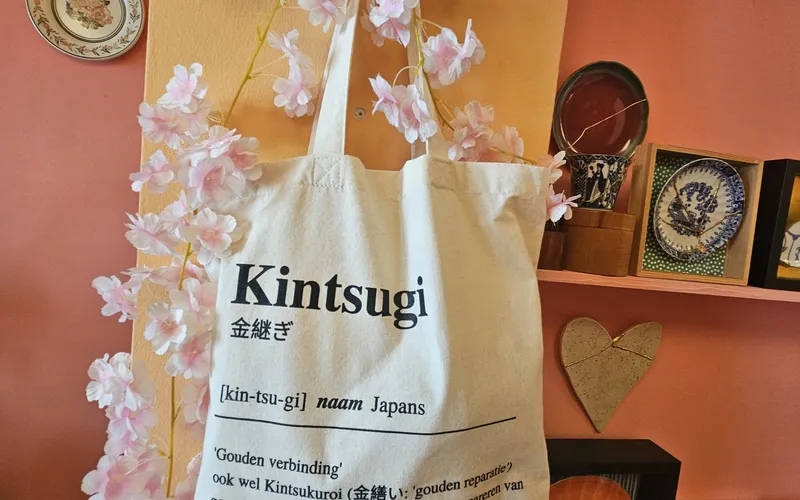 Kintsugi
金継ぎ
[kin-tsu-gi] naam Japans
'Gouden verbinding'
ook wel Kintsukuroi (金繕い: 'gouden reparatie')
van